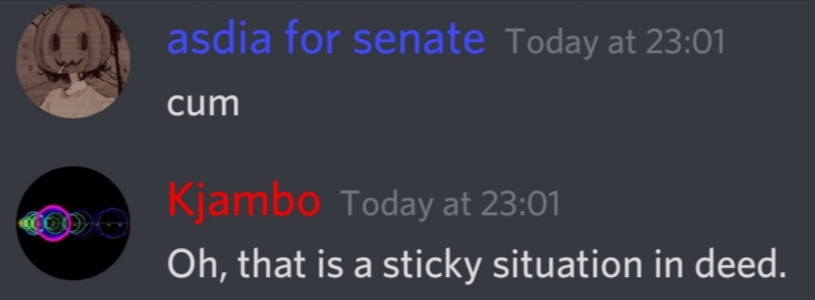 asdia for senate Today at 23:01
cum
Kjambo Today at 23:01
Oh, that is a sticky situation in deed.